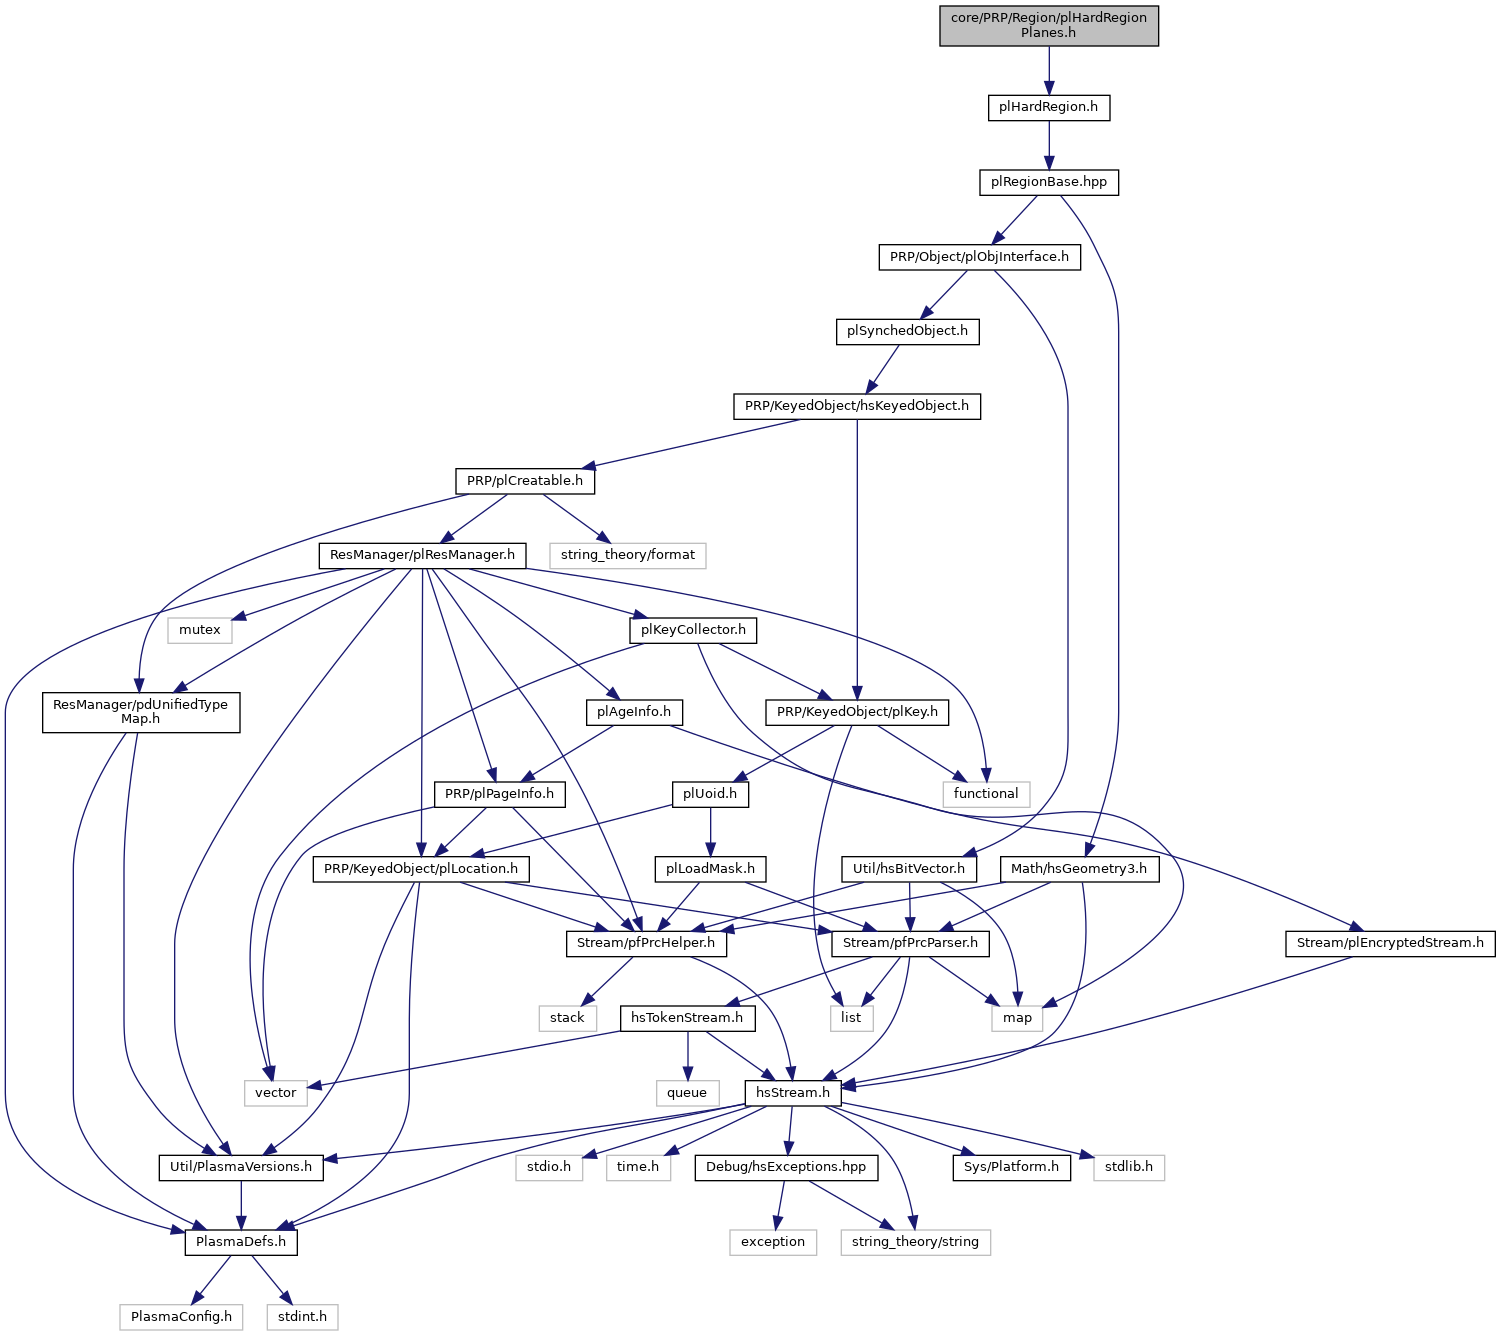 core/PRP/Region/plHardRegion
Planes.h
plHardRegion.h
plRegionBase.hpp
PRP/Object/plObjInterface.h
plSynchedObject.h
PRP/KeyedObject/hsKeyedObject.h
PRP/plCreatable.h
ResManager/plResManager.h
string_theory/format
mutex
plKeyCollector.h
ResManager/pdUnifiedType
Map.h
plAgeInfo.h
PRP/KeyedObject/plKey.h
PRP/plPageInfo.h
plUoid.h
functional
PRP/KeyedObject/plLocation.h
plLoadMask.h
Util/hsBitVector.h
Math/hsGeometry3.h
Stream/pfPrcHelper.h
Stream/pfPrcParser.h
Stream/plEncryptedStream.h
stack
hsTokenStream.h
list
map
vector
queue
hsStream.h
Util/PlasmaVersions.h
stdio.h
time.h
Debug/hsExceptions.hpp
Sys/Platform.h
stdlib.h
PlasmaDefs.h
exception
string_theory/string
PlasmaConfig.h
stdint.h